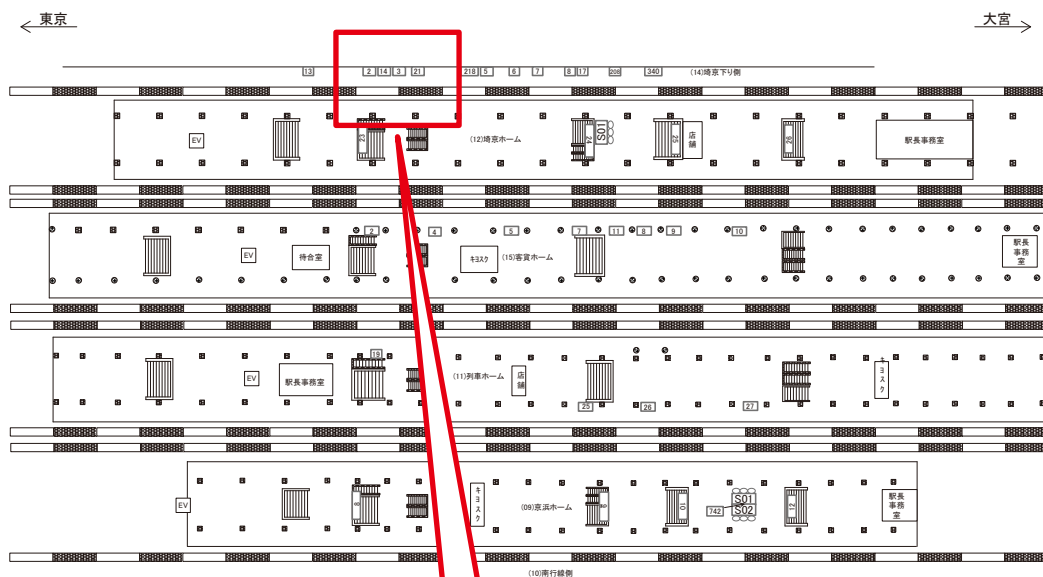 東京
大宮
13 2 14 3 21 218 5 6 7 8 17 208 340 (14)埼京下り側
EV 23 (12)埼京ホーム 24 S01 25 店舗 26 駅長事務室
2 4 5 7 11 8 9 10
EV 待合室 キヨスク (15)客貨ホーム 駅長事務室
19
EV 駅長事務室 (11)列車ホーム 店舗 キヨスク
25 26 27
EV 8 キヨスク (09)京浜ホーム 10 742 S01 S02 12 駅長事務室
(10)南行線側